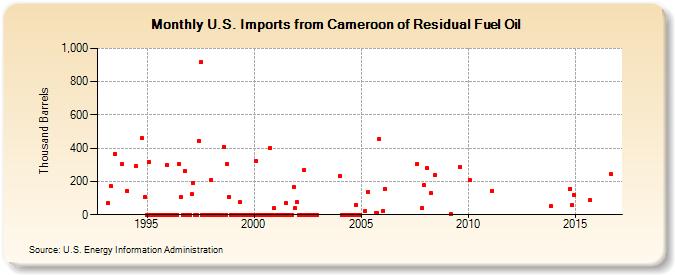 Monthly U.S. Imports from Cameroon of Residual Fuel Oil
Thousand Barrels
1,000
800
600
400
200
0
1995 2000 2005 2010 2015
Source: U.S. Energy Information Administration